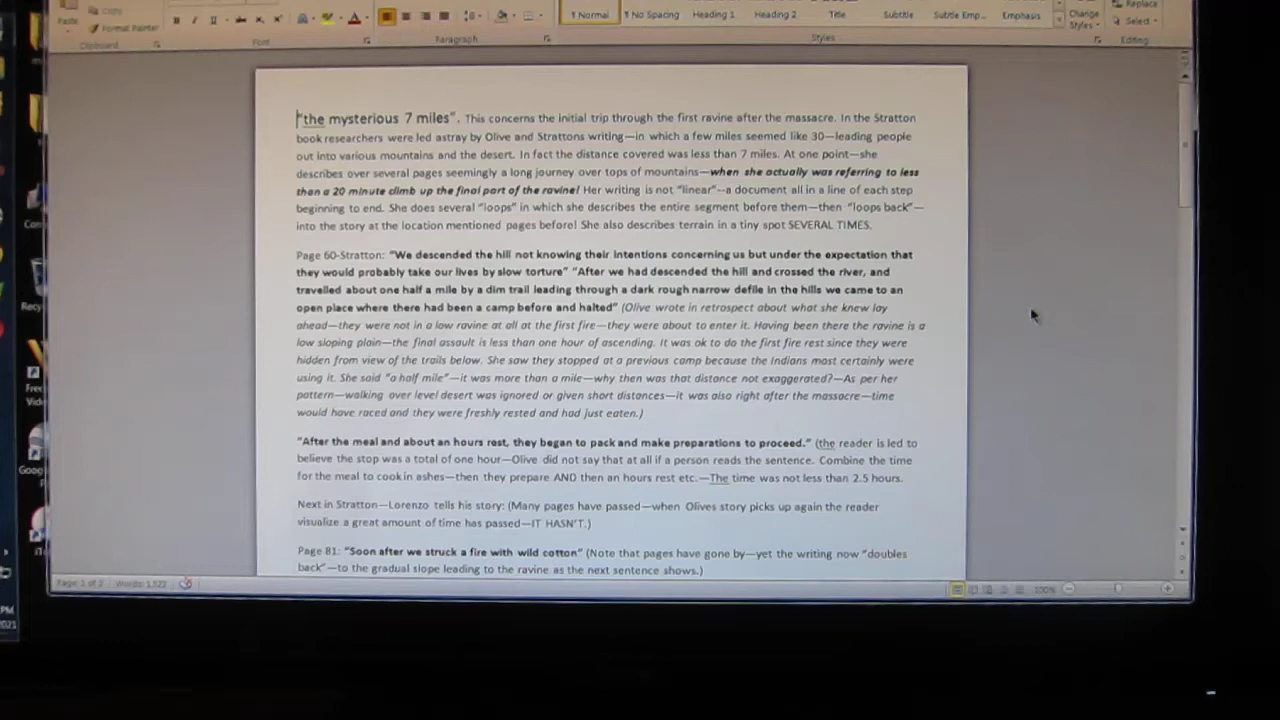 Paste
Copy
Format Painter
Clipboard
Font
Paragraph
¶ Normal
¶ No Spacing
Heading 1
Heading 2
Title
Subtitle
Subtle Emp...
Emphasis
Styles
Change
Styles
Replace
Select
Editing
"the mysterious 7 miles". This concerns the initial trip through the first ravine after the massacre. In the Stratton
book researchers were led astray by Olive and Strattons writing—in which a few miles seemed like 30—leading people
out into various mountains and the desert. In fact the distance covered was less than 7 miles. At one point—she
describes over several pages seemingly a long journey over tops of mountains—when she actually was referring to less
than a 20 minute climb up the final part of the ravine! Her writing is not "linear"--a document all in a line of each step
beginning to end. She does several "loops" in which she describes the entire segment before them—then "loops back"—
into the story at the location mentioned pages before! She also describes terrain in a tiny spot SEVERAL TIMES.
Page 60-Stratton: "We descended the hill not knowing their intentions concerning us but under the expectation that
they would probably take our lives by slow torture" "After we had descended the hill and crossed the river, and
travelled about one half a mile by a dim trail leading through a dark rough narrow defile in the hills we came to an
open place where there had been a camp before and halted" (Olive wrote in retrospect about what she knew lay
ahead—they were not in a low ravine at all at the first fire—they were about to enter it. Having been there the ravine is a
low sloping plain—the final assault is less than one hour of ascending. It was ok to do the first fire rest since they were
hidden from view of the trails below. She saw they stopped at a previous camp because the Indians most certainly were
using it. She said "a half mile"—it was more than a mile—why then was that distance not exaggerated?—As per her
pattern—walking over level desert was ignored or given short distances—it was also right after the massacre—time
would have raced and they were freshly rested and had just eaten.)
"After the meal and about an hours rest, they began to pack and make preparations to proceed." (the reader is led to
believe the stop was a total of one hour—Olive did not say that at all if a person reads the sentence. Combine the time
for the meal to cook in ashes—then they prepare AND then an hours rest etc.—The time was not less than 2.5 hours.
Next in Stratton—Lorenzo tells his story: (Many pages have passed—when Olives story picks up again the reader
visualize a great amount of time has passed—IT HASN'T.)
Page 81: "Soon after we struck a fire with wild cotton" (Note that pages have gone by—yet the writing now "doubles
back"—to the gradual slope leading to the ravine as the next sentence shows.)
Words: 1,522
100%
Recy
Free
Vid
Goog
PM
2021